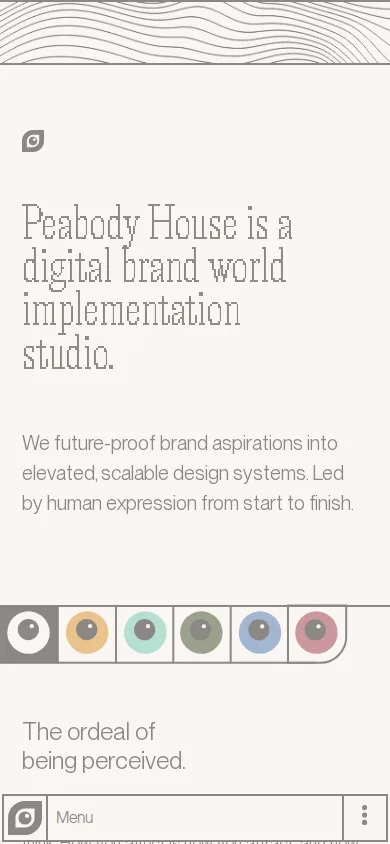 Peabody House is a
digital brand world
implementation
studio.
We future-proof brand aspirations into
elevated, scalable design systems. Led
by human expression from start to finish.
The ordeal of
being perceived.
Menu